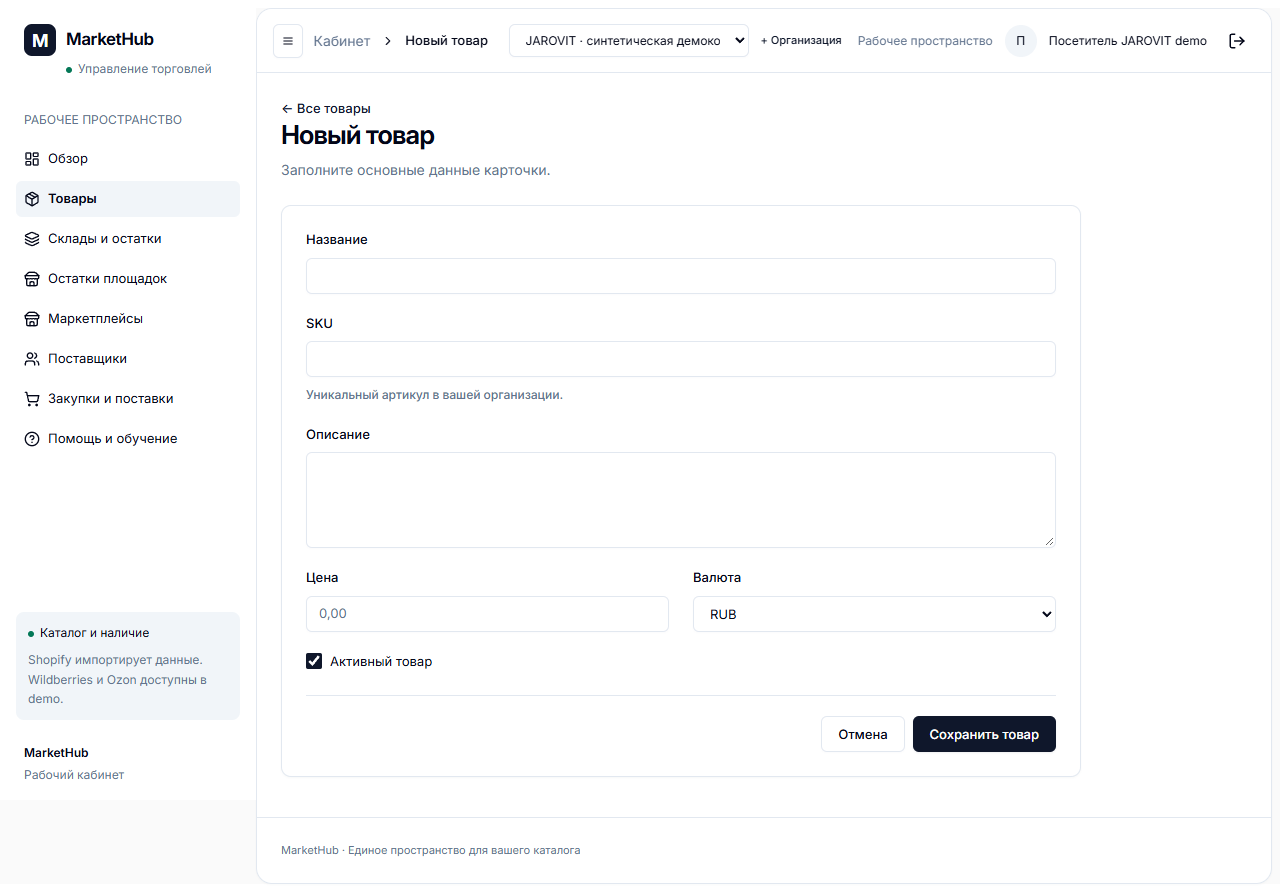 M MarketHub
Управление торговлей
РАБОЧЕЕ ПРОСТРАНСТВО
Обзор
Товары
Склады и остатки
Остатки площадок
Маркетплейсы
Поставщики
Закупки и поставки
Помощь и обучение
Каталог и наличие
Shopify импортирует данные.
Wildberries и Ozon доступны в
demo.
MarketHub
Рабочий кабинет
Кабинет > Новый товар
JAROVIT · синтетическая демоко
+ Организация
Рабочее пространство
П
Посетитель JAROVIT demo
← Все товары
Новый товар
Заполните основные данные карточки.
Название
SKU
Уникальный артикул в вашей организации.
Описание
Цена
0,00
Валюта
RUB
Активный товар
Отмена
Сохранить товар
MarketHub · Единое пространство для вашего каталога